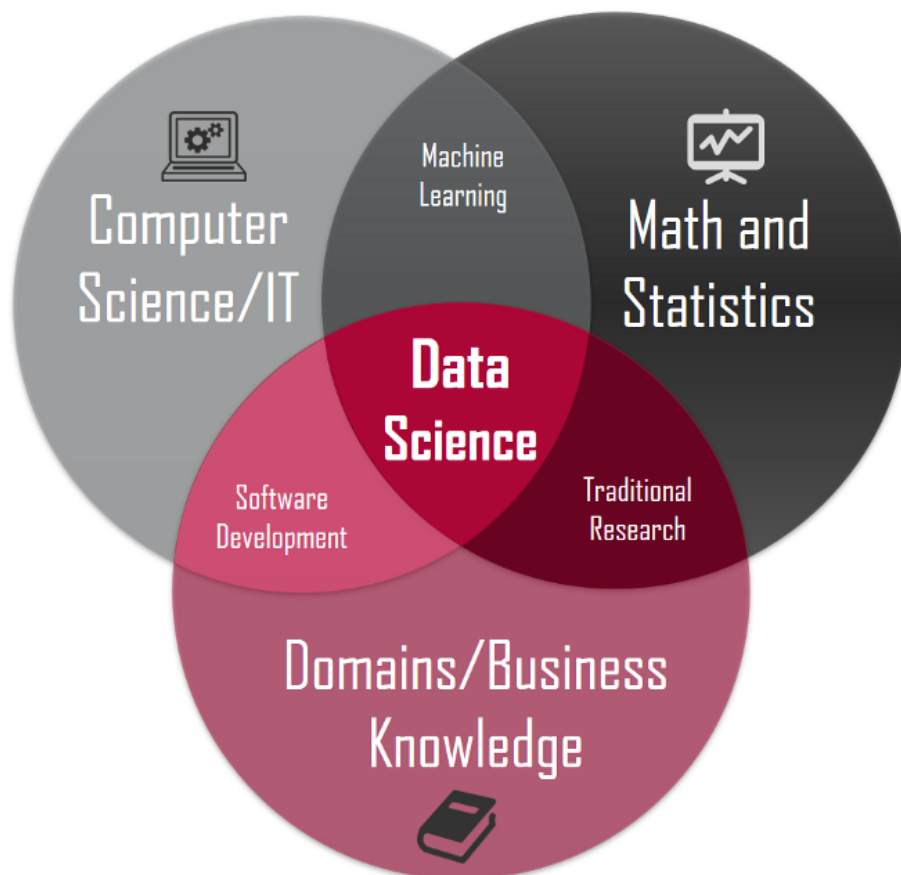 Machine
Learning
Computer
Science/IT
Math and
Statistics
Data
Science
Software
Development
Traditional
Research
Domains/Business
Knowledge